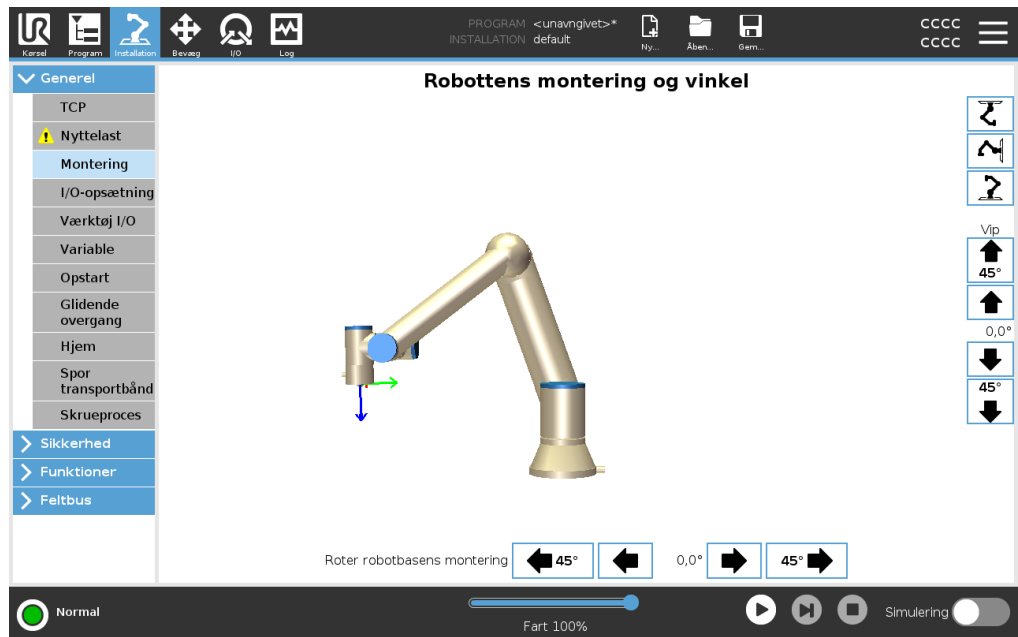 PROGRAM <unavngivet>*
INSTALLATION default
CCCC
CCCC
Kørsel
Program
Installation
Bevæg
I/O
Log
Ny...
Åben...
Gem...
Generel
TCP
Nyttelast
Montering
I/O-opsætning
Værktøj I/O
Variable
Opstart
Glidende
overgang
Hjem
Spor
transportbånd
Skrueproces
Sikkerhed
Funktioner
Feltbus
Robottens montering og vinkel
Vip
45°
0,0°
45°
Roter robotbasens montering
45°
0,0°
45°
Normal
Fart 100%
Simulering